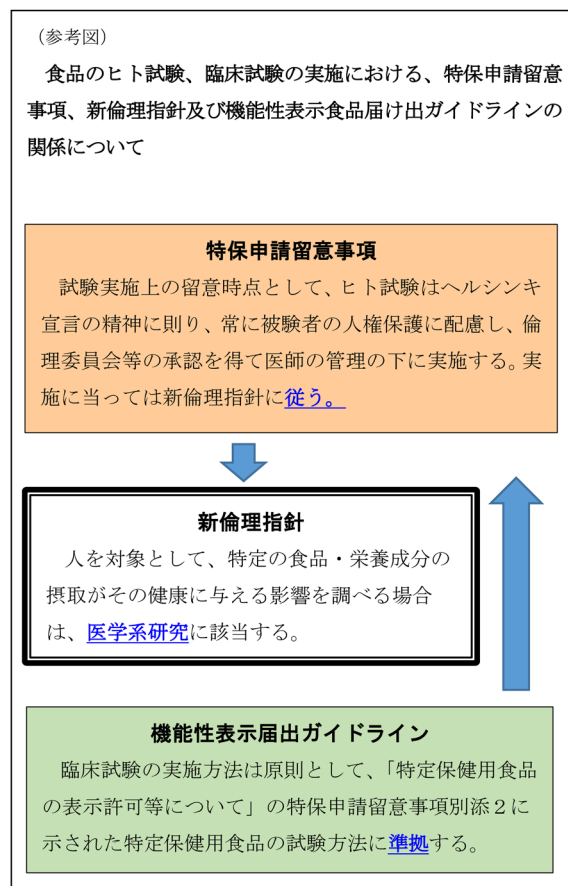 （参考図）
食品のヒト試験、臨床試験の実施における、特保申請留意
事項、新倫理指針及び機能性表示食品届け出ガイドラインの
関係について
特保申請留意事項
試験実施上の留意時点として、ヒト試験はヘルシンキ
宣言の精神に則り、常に被験者の人権保護に配慮し、倫
理委員会等の承認を得て医師の管理の下に実施する。実
施に当っては新倫理指針に従う。
新倫理指針
人を対象として、特定の食品・栄養成分の
摂取がその健康に与える影響を調べる場合
は、医学系研究に該当する。
機能性表示届出ガイドライン
臨床試験の実施方法は原則として、「特定保健用食品
の表示許可等について」の特保申請留意事項別添２に
示された特定保健用食品の試験方法に準拠する。